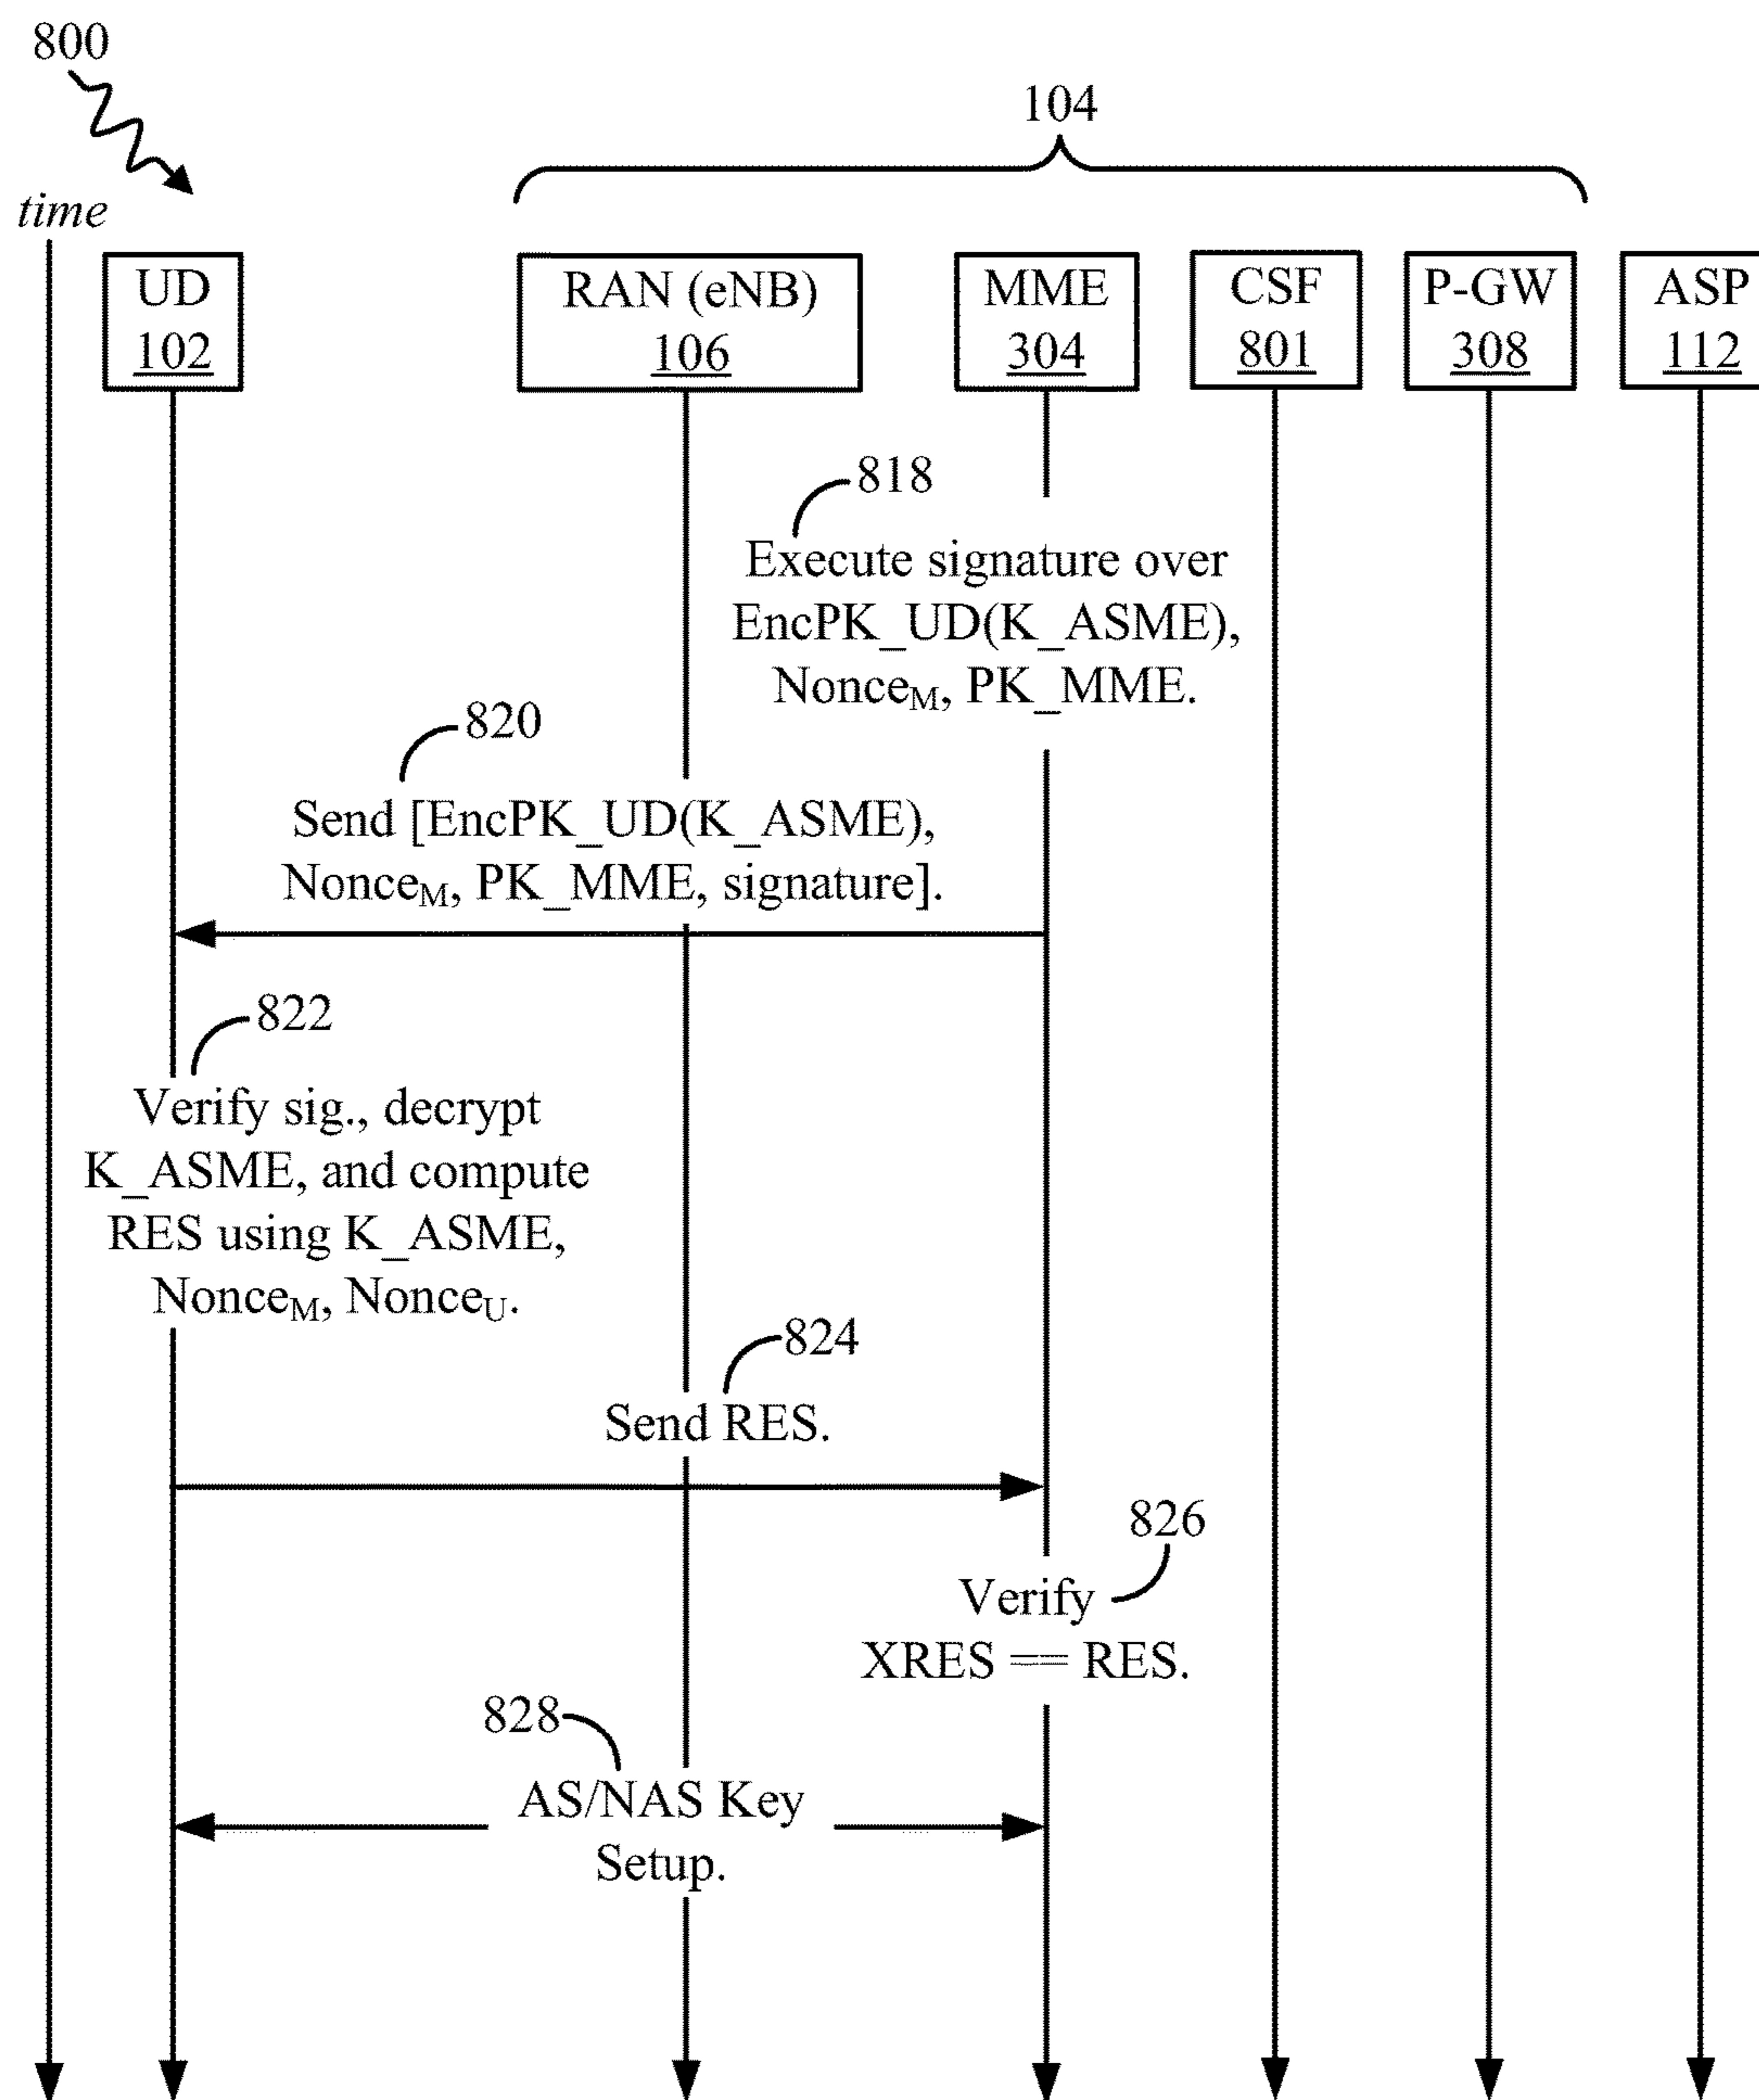 800
104
time
UD
102
RAN (eNB)
106
MME
304
CSF
801
P-GW
308
ASP
112
818
Execute signature over
EncPK_UD(K_ASME),
NonceM, PK_MME.
820
Send [EncPK_UD(K_ASME),
NonceM, PK_MME, signature].
822
Verify sig., decrypt
K_ASME, and compute
RES using K_ASME,
NonceM, NonceU.
824
Send RES.
826
Verify
XRES == RES.
828
AS/NAS Key
Setup.